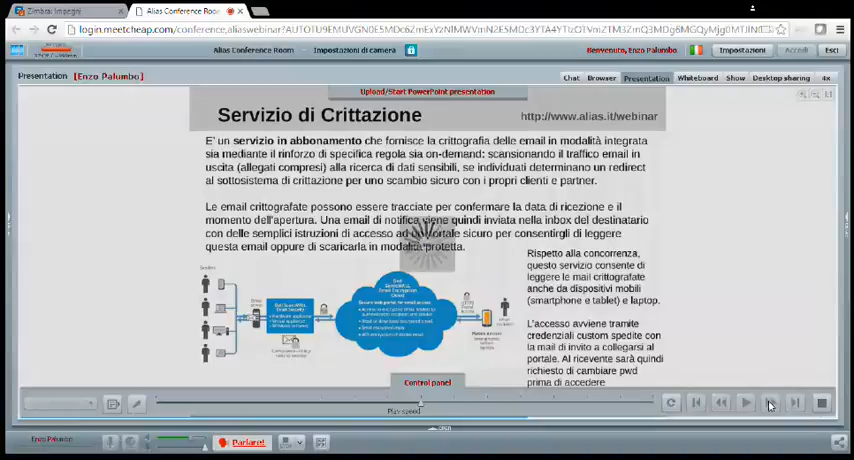 Zimbra: Impegni
Alias Conference Room
Alias Conference Room
Impostazioni di camera
Benvenuto, Enzo Palumbo
Impostazioni
Accedi
Esci
Presentation [Enzo Palumbo]
Chat
Browser
Presentation
Whiteboard
Show
Desktop sharing
4x
Upload/Start PowerPoint presentation
Servizio di Crittazione
http://www.alias.it/webinar
E' un servizio in abbonamento che fornisce la crittografia delle email in modalità integrata
sia mediante il rinforzo di specifica regola sia on-demand: scansionando il traffico email in
uscita (allegati compresi) alla ricerca di dati sensibili, se individuati determinano un redirect
al sottosistema di crittazione per uno scambio sicuro con i propri clienti e partner.
Le email crittografate possono essere tracciate per confermare la data di ricezione e il
momento dell'apertura. Una email di notifica viene quindi inviata nella inbox del destinatario
con delle semplici istruzioni di accesso ad un portale sicuro per consentirgli di leggere
questa email oppure di scaricarla in modalità protetta.
Rispetto alla concorrenza,
questo servizio consente di
leggere le mail crittografate
anche da dispositivi mobili
(smartphone e tablet) e laptop.
L'accesso avviene tramite
credenziali custom spedite con
la mail di invito a collegarsi al
portale. Al ricevente sarà quindi
richiesto di cambiare pwd
prima di accedere
Control panel
Play speed
OPEN
Enzo Palumbo
Parlare!